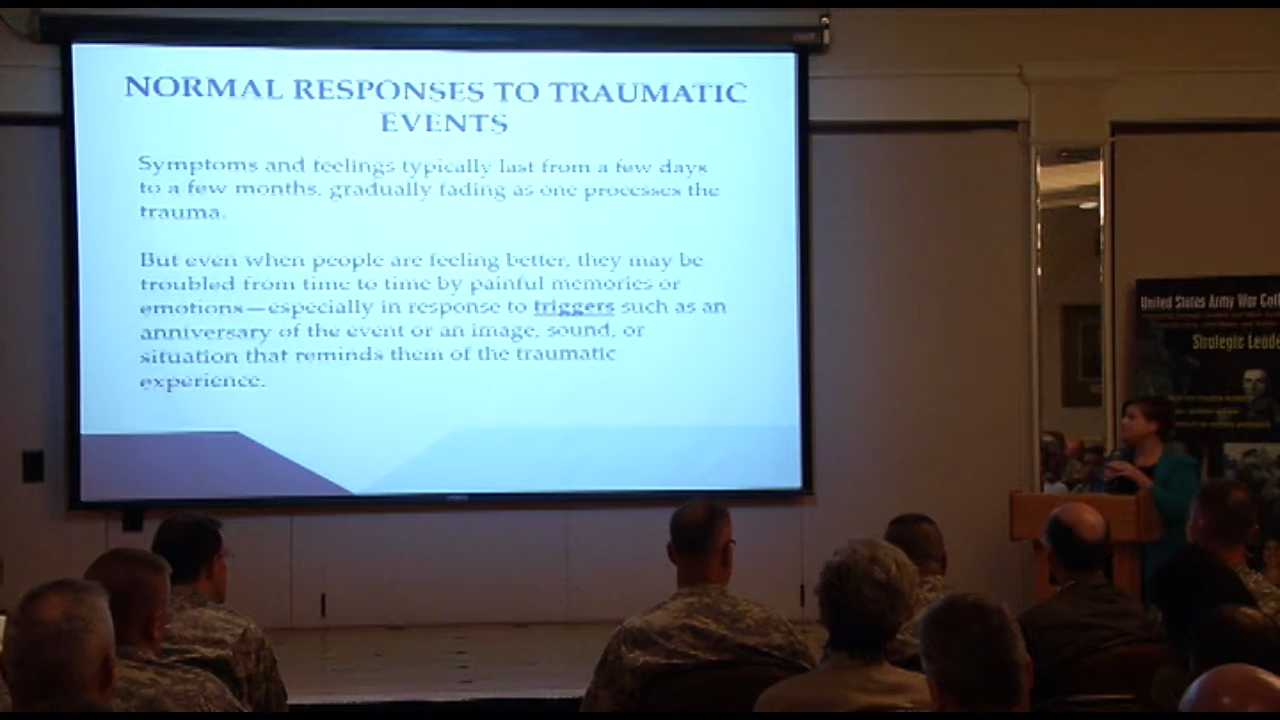 NORMAL RESPONSES TO TRAUMATIC
EVENTS
Symptoms and feelings typically last from a few days
to a few months, gradually fading as one processes the
trauma.
But even when people are feeling better, they may be
troubled from time to time by painful memories or
emotions—especially in response to triggers such as an
anniversary of the event or an image, sound, or
situation that reminds them of the traumatic
experience.
United States Army War Coll
Strategic Leade